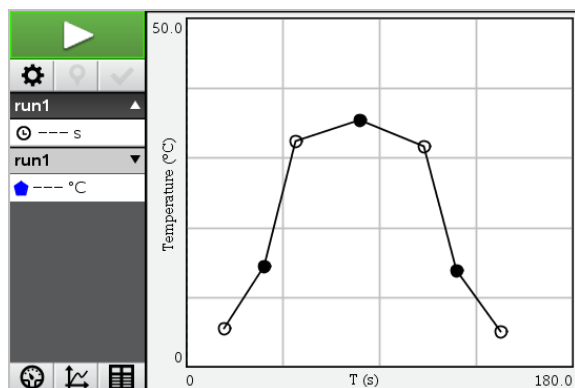 run1
--- s
run1
--- °C
50.0
Temperature (°C)
0
0
T (s)
180.0